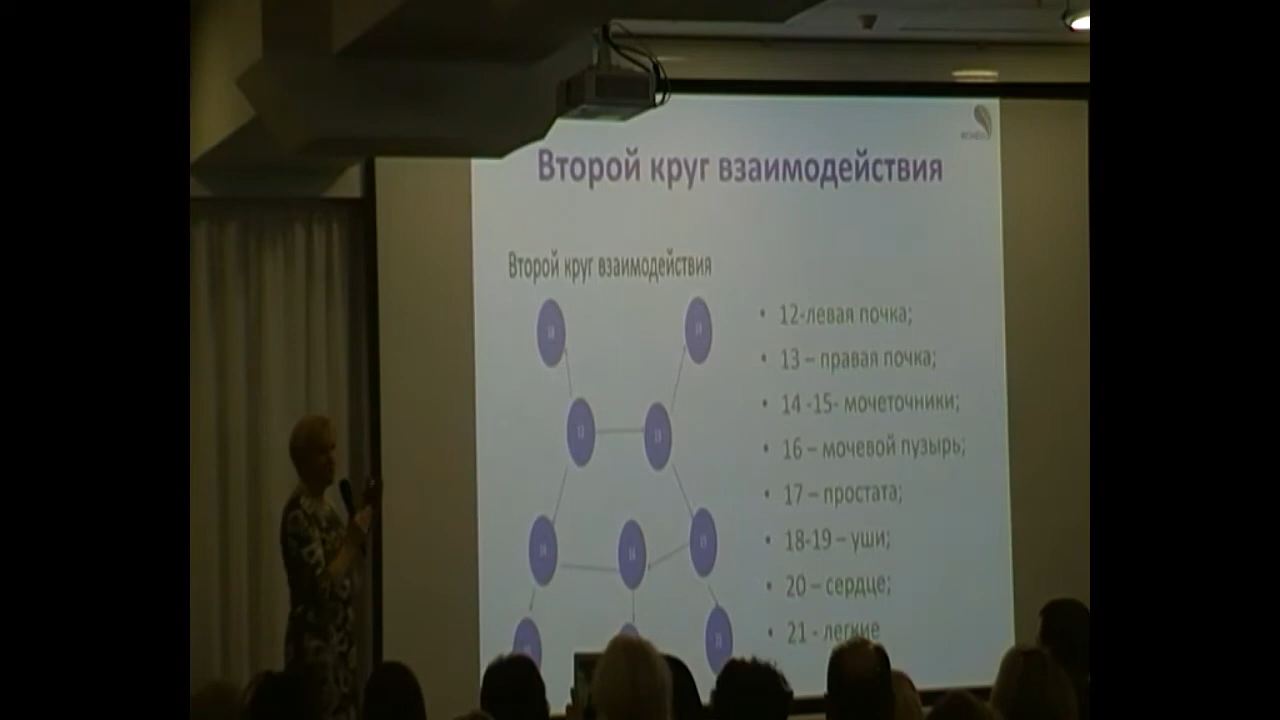 Второй круг взаимодействия
Второй круг взаимодействия
• 12-левая почка;
• 13 – правая почка;
• 14 -15- мочеточники;
• 16 – мочевой пузырь;
• 17 – простата;
• 18-19 – уши;
• 20 – сердце;
• 21 - легкие